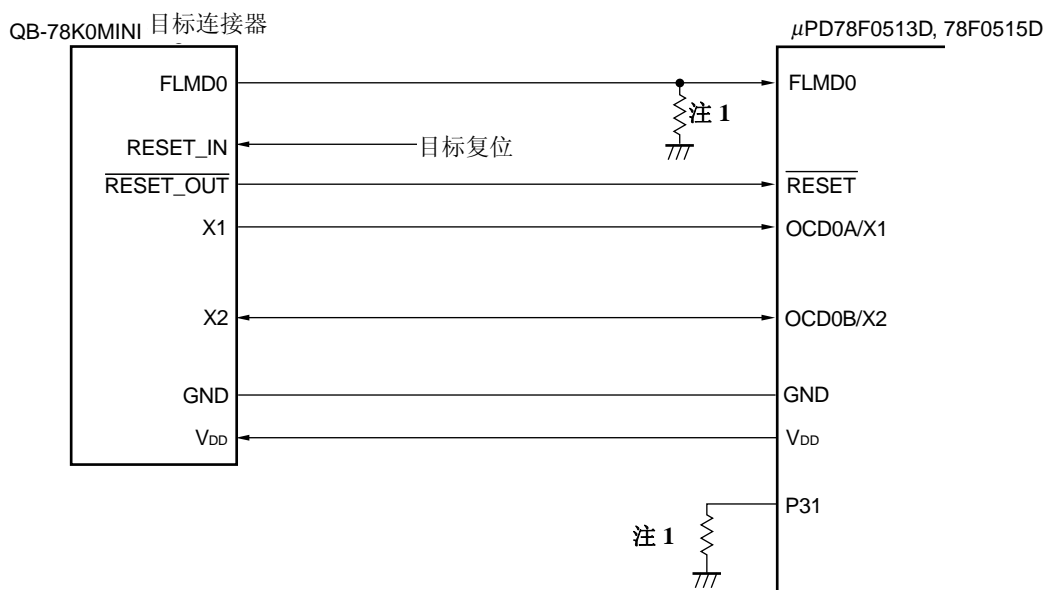 QB-78K0MINI 目标连接器
μPD78F0513D, 78F0515D
FLMD0
FLMD0
注 1
RESET_IN
目标复位
RESET_OUT
RESET
X1
OCD0A/X1
X2
OCD0B/X2
GND
GND
VDD
VDD
P31
注 1